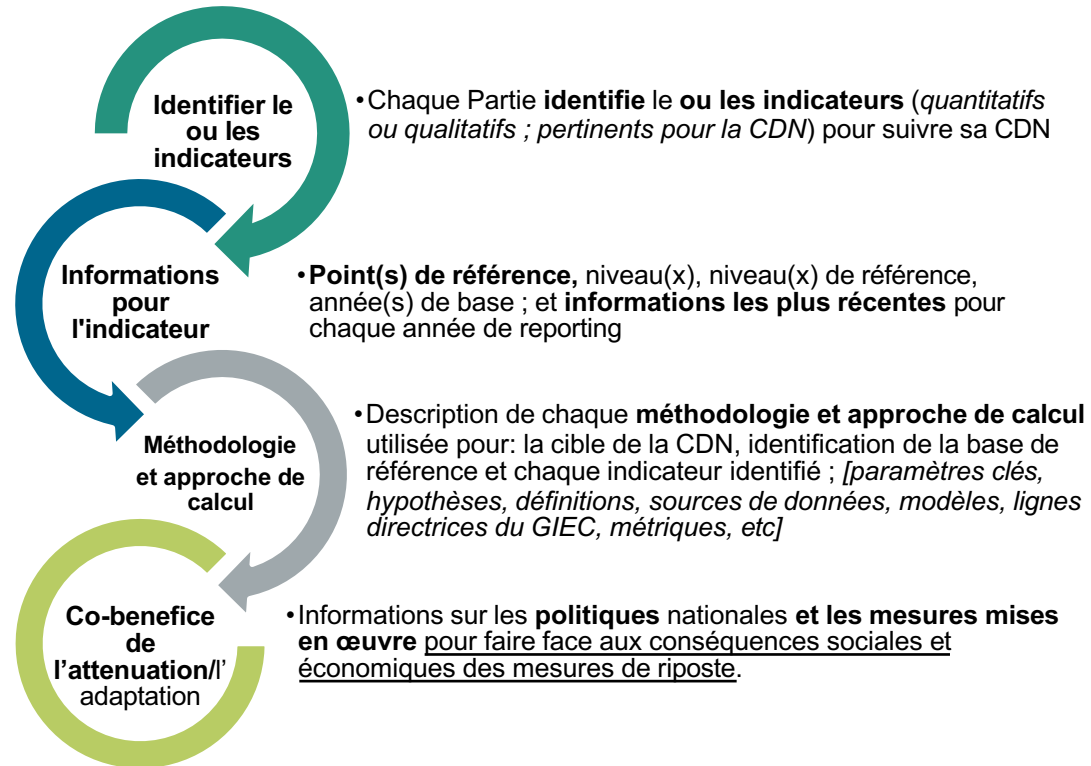 Identifier le
ou les
indicateurs
•Chaque Partie identifie le ou les indicateurs (quantitatifs
ou qualitatifs ; pertinents pour la CDN) pour suivre sa CDN
Informations
pour
l'indicateur
•Point(s) de référence, niveau(x), niveau(x) de référence,
année(s) de base ; et informations les plus récentes pour
chaque année de reporting
Méthodologie
et approche de
calcul
•Description de chaque méthodologie et approche de calcul
utilisée pour: la cible de la CDN, identification de la base de
référence et chaque indicateur identifié ; [paramètres clés,
hypothèses, définitions, sources de données, modèles, lignes
directrices du GIEC, métriques, etc]
Co-benefice
de
l’attenuation/l’
adaptation
•Informations sur les politiques nationales et les mesures mises
en œuvre pour faire face aux conséquences sociales et
économiques des mesures de riposte.